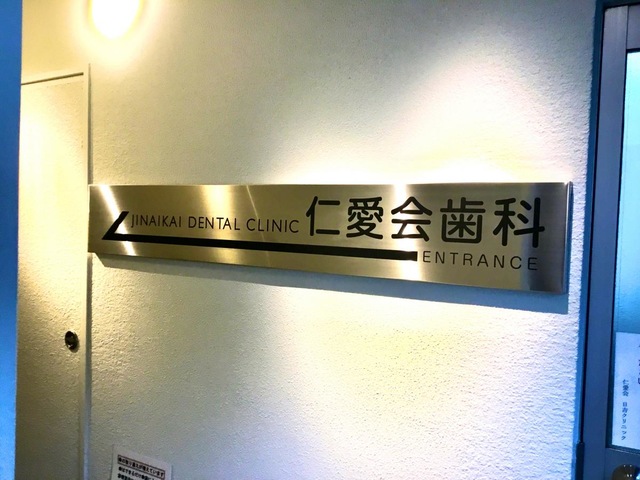 JINAIKAI DENTAL CLINIC 仁愛会歯科
ENTRANCE